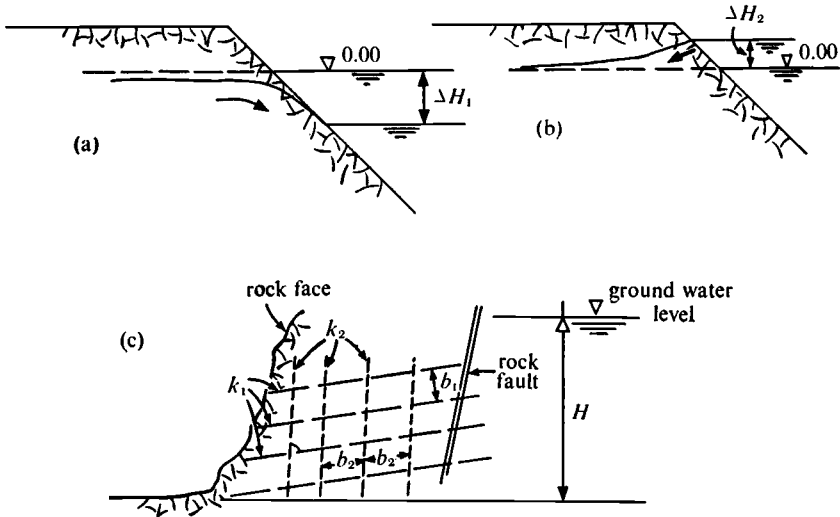 ΔH₂
0.00
0.00
ΔH₁
(a)
(b)
rock face
ground water
level
(c)
k₂
k₁
b₁
rock
fault
H
b₂
b₂